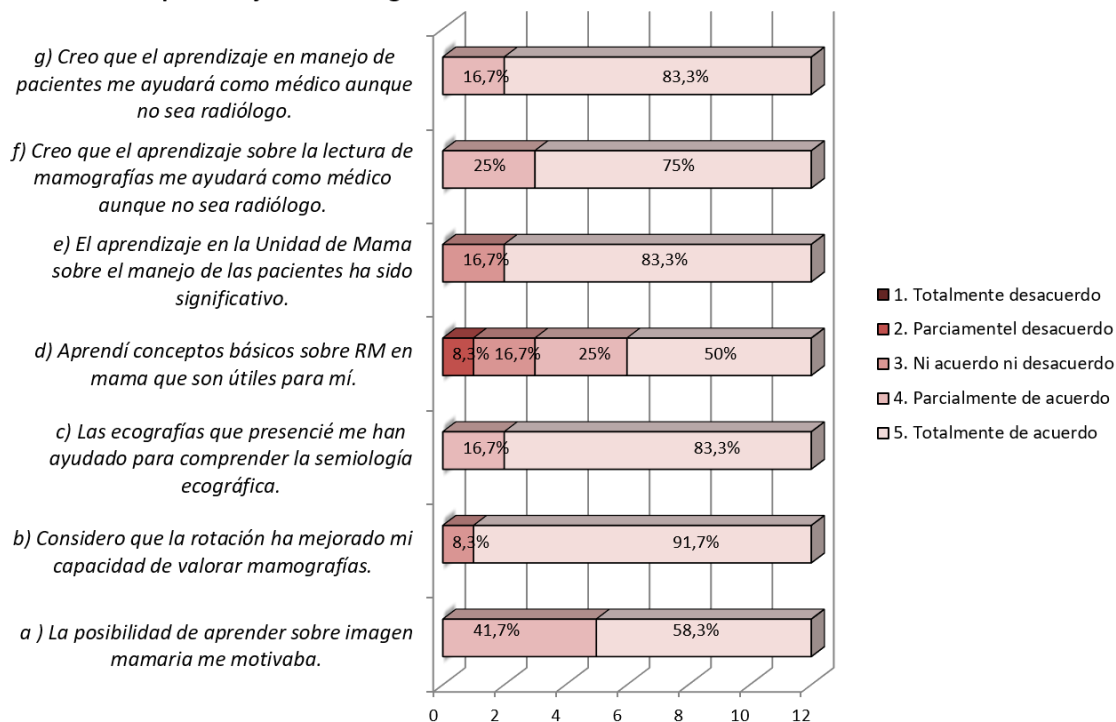 g) Creo que el aprendizaje en manejo de
pacientes me ayudará como médico aunque
no sea radiólogo.
16,7%
83,3%
f) Creo que el aprendizaje sobre la lectura de
mamografías me ayudará como médico
aunque no sea radiólogo.
25%
75%
e) El aprendizaje en la Unidad de Mama
sobre el manejo de las pacientes ha sido
significativo.
16,7%
83,3%
d) Aprendí conceptos básicos sobre RM en
mama que son útiles para mí.
8,3%
16,7%
25%
50%
c) Las ecografías que presencié me han
ayudado para comprender la semiología
ecográfica.
16,7%
83,3%
b) Considero que la rotación ha mejorado mi
capacidad de valorar mamografías.
8,3%
91,7%
a ) La posibilidad de aprender sobre imagen
mamaria me motivaba.
41,7%
58,3%
0 2 4 6 8 10 12
1. Totalmente desacuerdo
2. Parciamentel desacuerdo
3. Ni acuerdo ni desacuerdo
4. Parcialmente de acuerdo
5. Totalmente de acuerdo